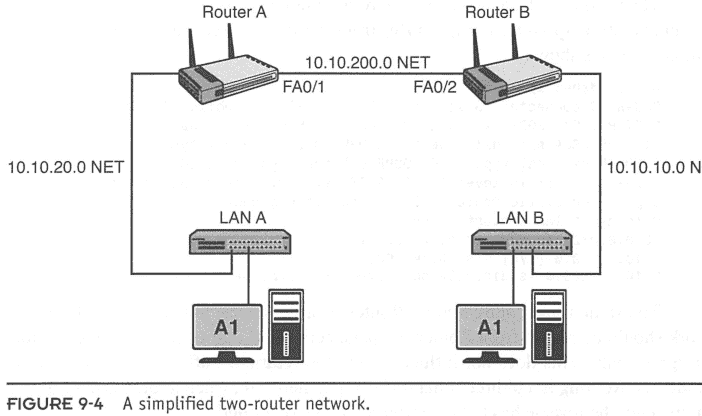 Router A
Router B
10.10.200.0 NET
FA0/1
FA0/2
10.10.20.0 NET
10.10.10.0 N
LAN A
LAN B
A1
A1
FIGURE 9-4 A simplified two-router network.